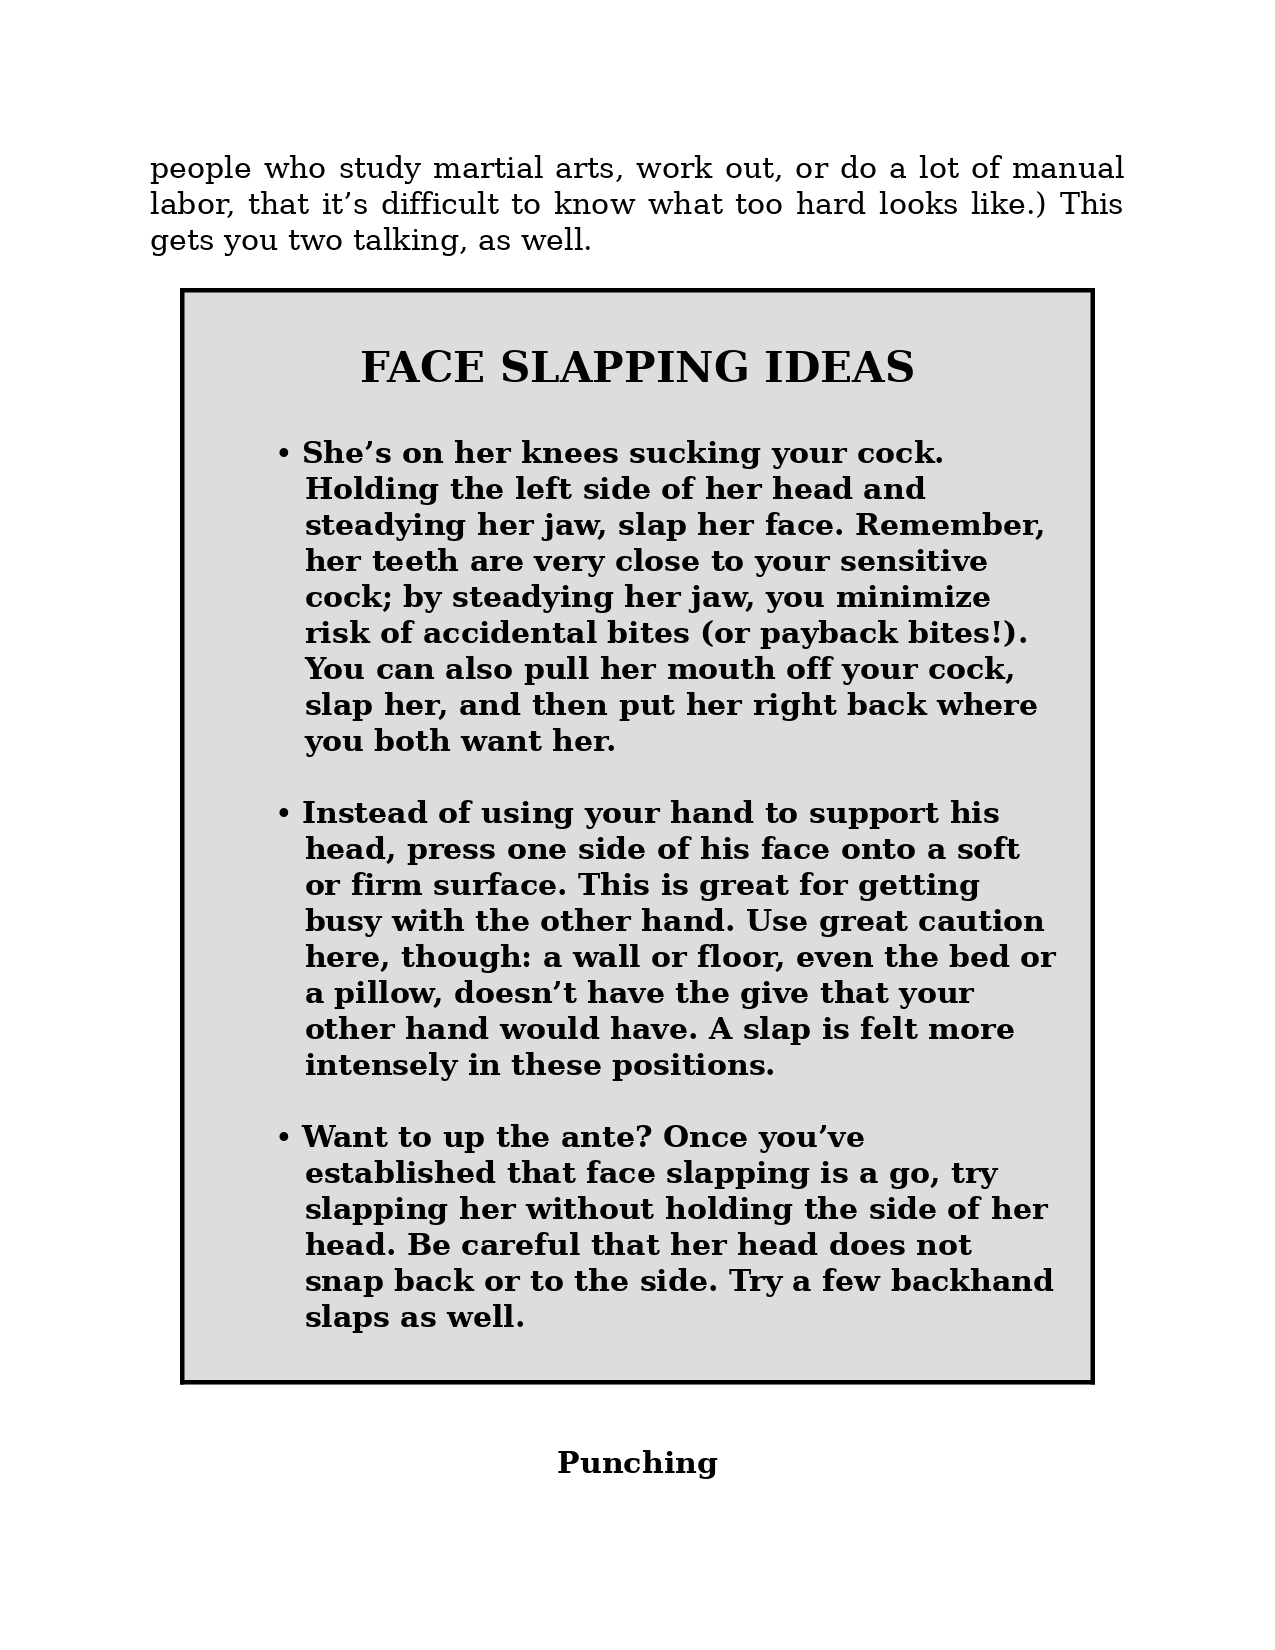 people who study martial arts, work out, or do a lot of manual
labor, that it’s difficult to know what too hard looks like.) This
gets you two talking, as well.
FACE SLAPPING IDEAS
• She’s on her knees sucking your cock.
Holding the left side of her head and
steadying her jaw, slap her face. Remember,
her teeth are very close to your sensitive
cock; by steadying her jaw, you minimize
risk of accidental bites (or payback bites!).
You can also pull her mouth off your cock,
slap her, and then put her right back where
you both want her.
• Instead of using your hand to support his
head, press one side of his face onto a soft
or firm surface. This is great for getting
busy with the other hand. Use great caution
here, though: a wall or floor, even the bed or
a pillow, doesn’t have the give that your
other hand would have. A slap is felt more
intensely in these positions.
• Want to up the ante? Once you’ve
established that face slapping is a go, try
slapping her without holding the side of her
head. Be careful that her head does not
snap back or to the side. Try a few backhand
slaps as well.
Punching